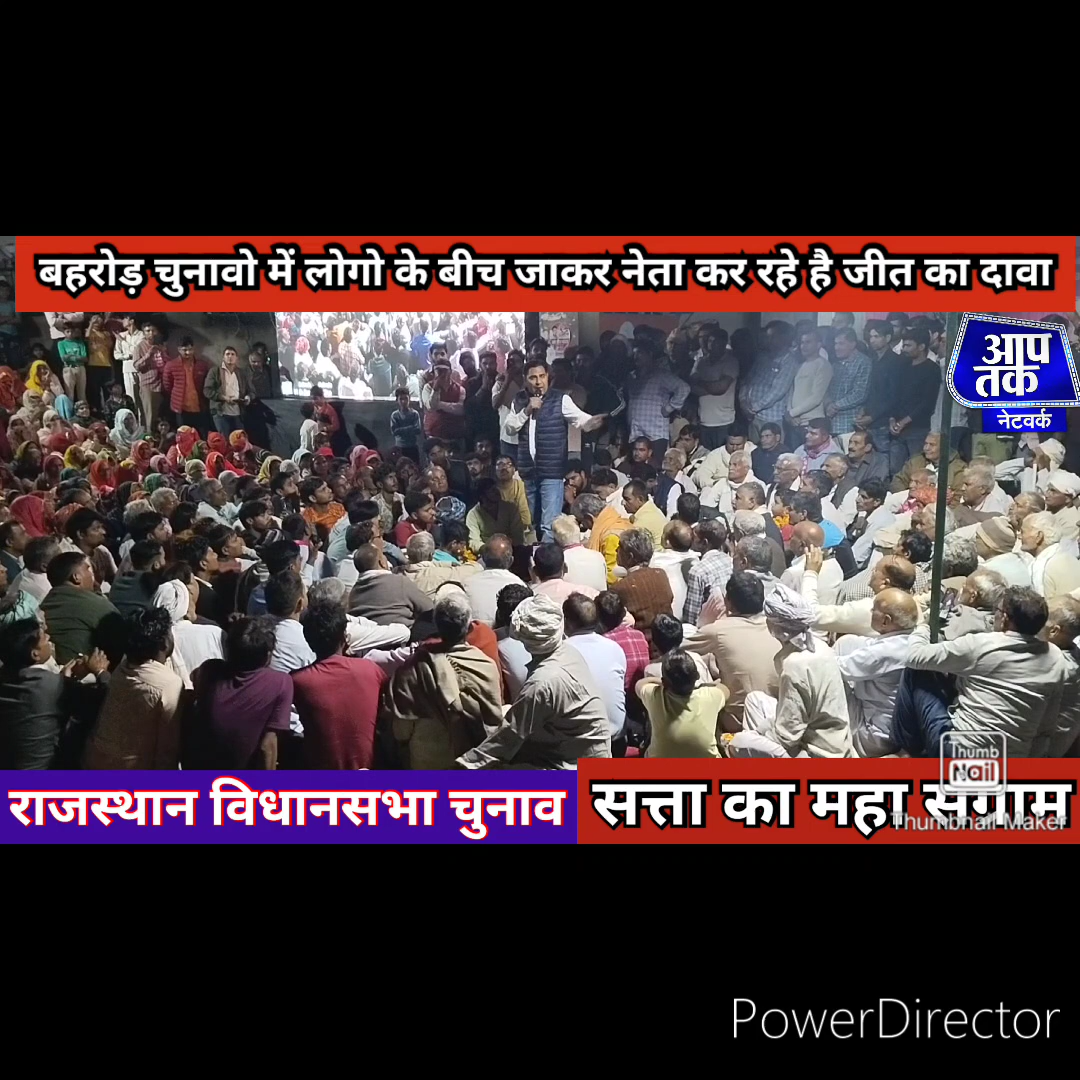 बहरोड़ चुनावो में लोगो के बीच जाकर नेता कर रहे है जीत का दावा
आप
तक
नेटवर्क
Thumb
Nail
राजस्थान विधानसभा चुनाव
सत्ता का महा संग्राम
Thumbnail Maker
PowerDirector